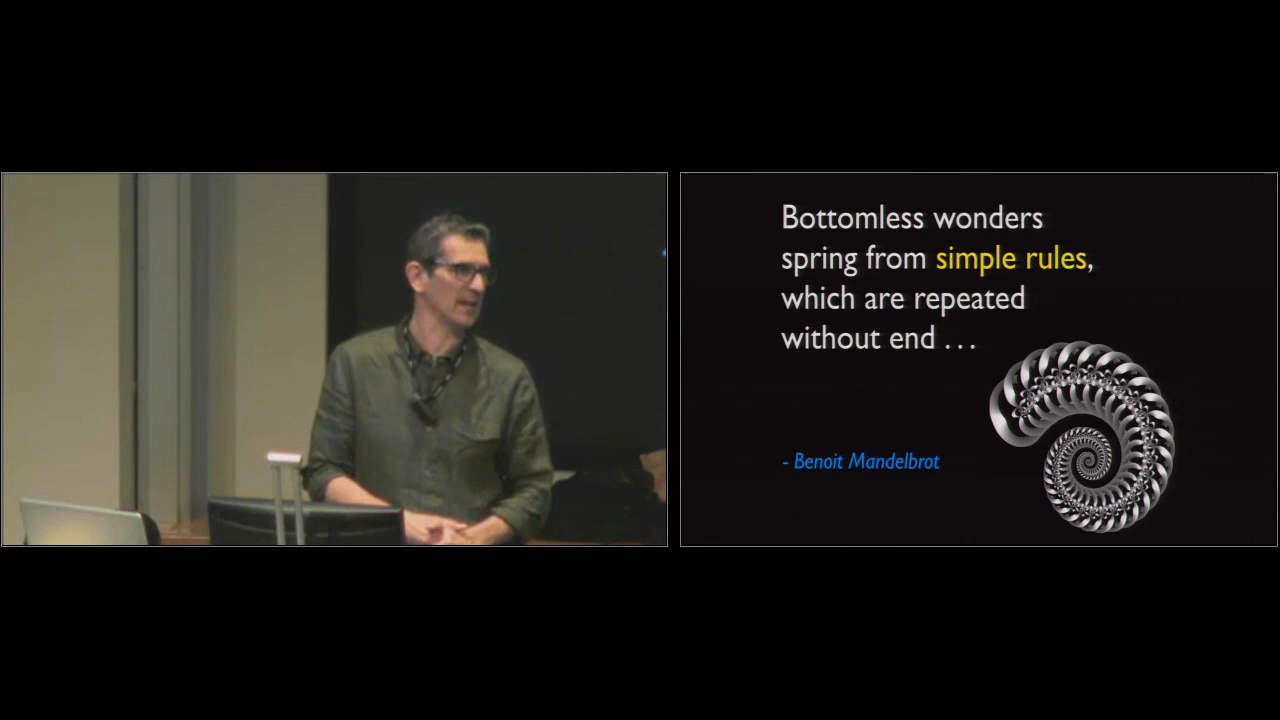 Bottomless wonders
spring from simple rules,
which are repeated
without end . . .
- Benoit Mandelbrot